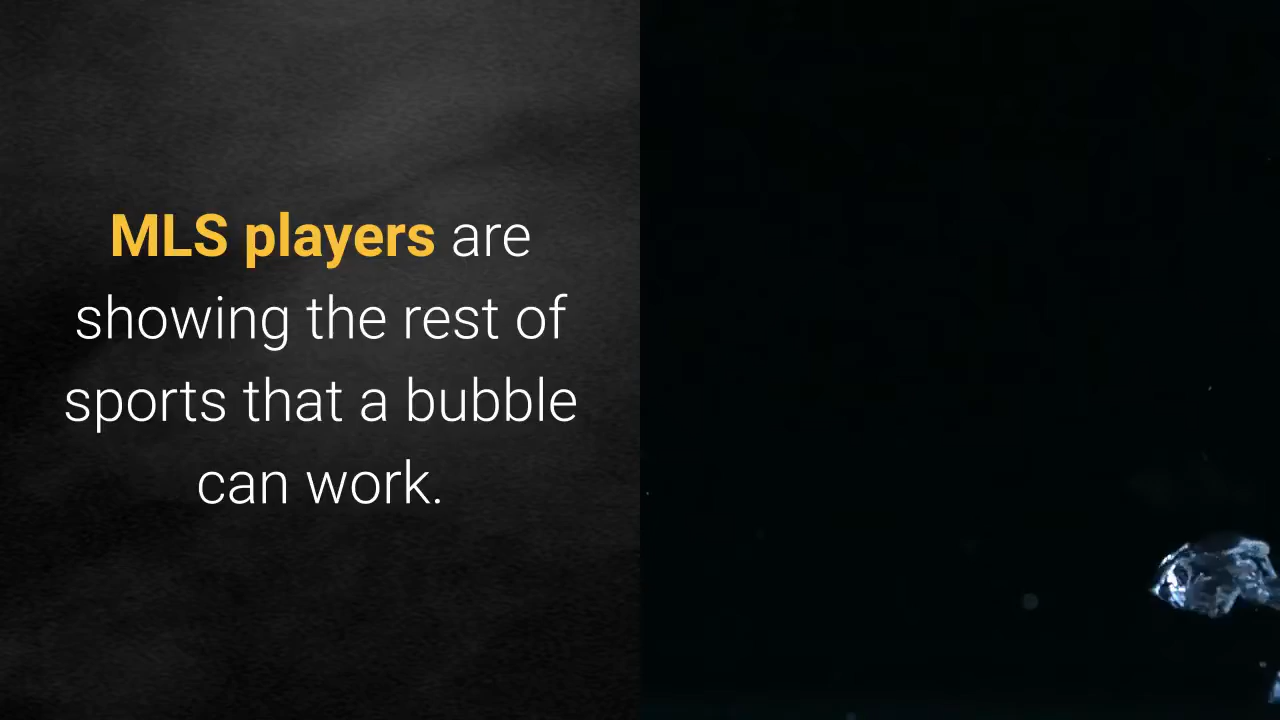 MLS players are
showing the rest of
sports that a bubble
can work.